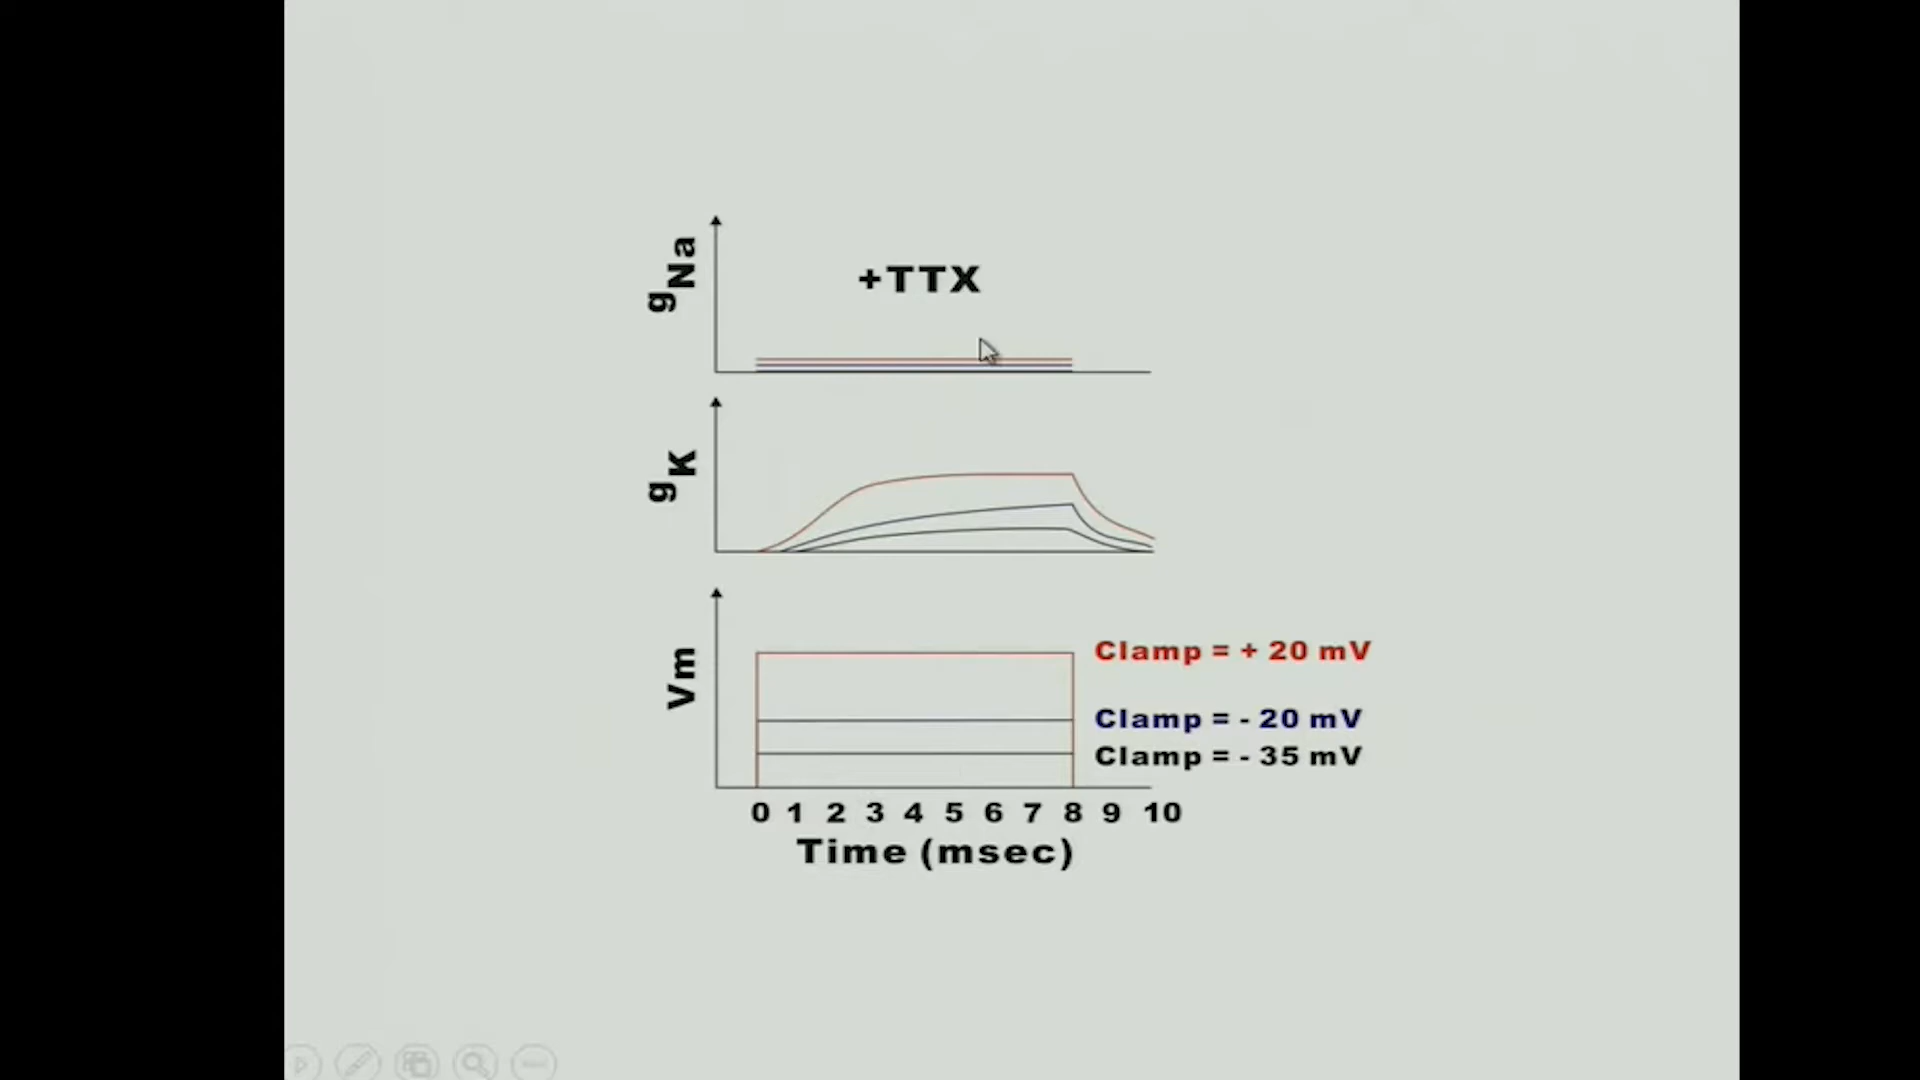 +TTX
gNa
gK
Vm
Clamp = + 20 mV
Clamp = - 20 mV
Clamp = - 35 mV
0 1 2 3 4 5 6 7 8 9 10
Time (msec)